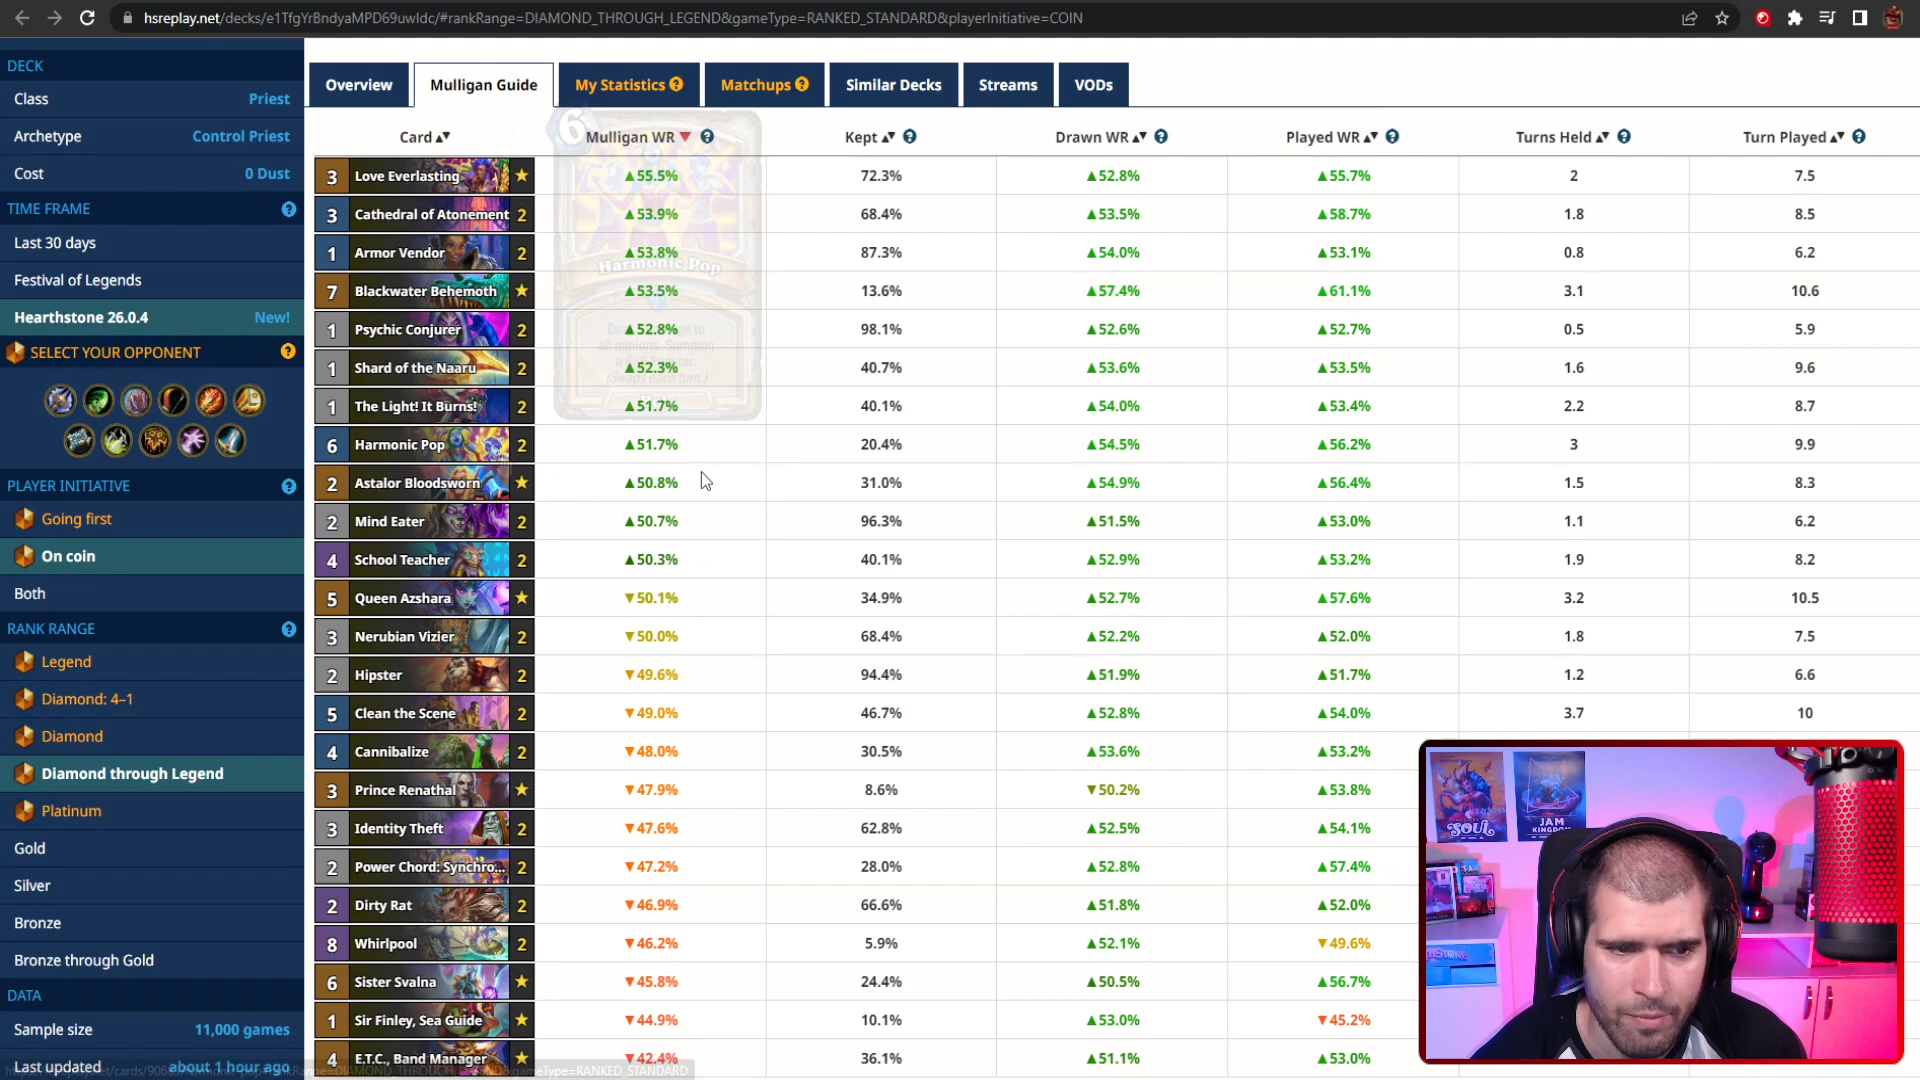 hsreplay.net/decks/e1TfgYrBndyaMPD69uwIdc/#rankRange=DIAMOND_THROUGH_LEGEND&gameType=RANKED_STANDARD&playerInitiative=COIN
DECK
Class Priest
Archetype Control Priest
Cost 0 Dust
TIME FRAME
Last 30 days
Festival of Legends
Hearthstone 26.0.4 New!
SELECT YOUR OPPONENT
PLAYER INITIATIVE
Going first
On coin
Both
RANK RANGE
Legend
Diamond: 4–1
Diamond
Diamond through Legend
Platinum
Gold
Silver
Bronze
Bronze through Gold
DATA
Sample size 11,000 games
Last updated about 1 hour ago
Overview Mulligan Guide My Statistics Matchups Similar Decks Streams VODs
Card Mulligan WR Kept Drawn WR Played WR Turns Held Turn Played
3 Love Everlasting ★ ▲55.5% 72.3% ▲52.8% ▲55.7% 2 7.5
3 Cathedral of Atonement 2 ▲53.9% 68.4% ▲53.5% ▲58.7% 1.8 8.5
1 Armor Vendor 2 ▲53.8% 87.3% ▲54.0% ▲53.1% 0.8 6.2
7 Blackwater Behemoth ★ ▲53.5% 13.6% ▲57.4% ▲61.1% 3.1 10.6
1 Psychic Conjurer 2 ▲52.8% 98.1% ▲52.6% ▲52.7% 0.5 5.9
1 Shard of the Naaru 2 ▲52.3% 40.7% ▲53.6% ▲53.5% 1.6 9.6
1 The Light! It Burns! 2 ▲51.7% 40.1% ▲54.0% ▲53.4% 2.2 8.7
6 Harmonic Pop 2 ▲51.7% 20.4% ▲54.5% ▲56.2% 3 9.9
2 Astalor Bloodsworn ★ ▲50.8% 31.0% ▲54.9% ▲56.4% 1.5 8.3
2 Mind Eater 2 ▲50.7% 96.3% ▲51.5% ▲53.0% 1.1 6.2
4 School Teacher 2 ▲50.3% 40.1% ▲52.9% ▲53.2% 1.9 8.2
5 Queen Azshara ★ ▼50.1% 34.9% ▲52.7% ▲57.6% 3.2 10.5
3 Nerubian Vizier 2 ▼50.0% 68.4% ▲52.2% ▲52.0% 1.8 7.5
2 Hipster 2 ▼49.6% 94.4% ▲51.9% ▲51.7% 1.2 6.6
5 Clean the Scene 2 ▼49.0% 46.7% ▲52.8% ▲54.0% 3.7 10
4 Cannibalize 2 ▼48.0% 30.5% ▲53.6% ▲53.2%
3 Prince Renathal ★ ▼47.9% 8.6% ▼50.2% ▲53.8%
3 Identity Theft 2 ▼47.6% 62.8% ▲52.5% ▲54.1%
2 Power Chord: Synchro... 2 ▼47.2% 28.0% ▲52.8% ▲57.4%
2 Dirty Rat 2 ▼46.9% 66.6% ▲51.8% ▲52.0%
8 Whirlpool 2 ▼46.2% 5.9% ▲52.1% ▼49.6%
6 Sister Svalna ★ ▼45.8% 24.4% ▲50.5% ▲56.7%
1 Sir Finley, Sea Guide ★ ▼44.9% 10.1% ▲53.0% ▼45.2%
4 E.T.C., Band Manager ★ ▼42.4% 36.1% ▲51.1% ▲53.0%
6
Harmonic Pop
all minions. Summon
(Swaps each turn.)
SOUL
JAM
KINGDOM